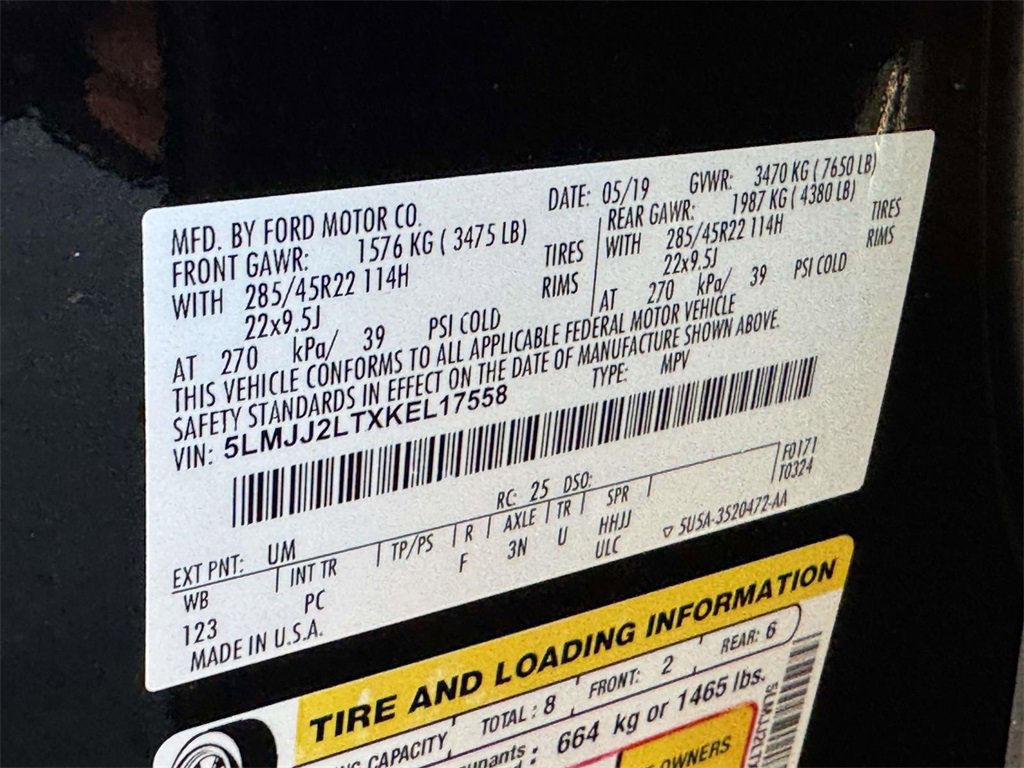 MFD. BY FORD MOTOR CO.
DATE: 05/19 GVWR: 3470 KG ( 7650 LB)
FRONT GAWR: 1576 KG ( 3475 LB)
WITH 285/45R22 114H TIRES
22x9.5J RIMS
AT 270 kPa/ 39 PSI COLD
REAR GAWR: 1987 KG ( 4380 LB)
WITH 285/45R22 114H TIRES
22x9.5J RIMS
AT 270 kPa/ 39 PSI COLD
THIS VEHICLE CONFORMS TO ALL APPLICABLE FEDERAL MOTOR VEHICLE
SAFETY STANDARDS IN EFFECT ON THE DATE OF MANUFACTURE SHOWN ABOVE.
VIN: 5LMJJ2LTXKEL17558 TYPE: MPV
F0171
T0324
EXT PNT: UM RC: 25 DSO:
WB INT TR TP/PS R AXLE TR SPR
123 PC F 3N U HHJJ
ULC
MADE IN U.S.A. 5U5A-3520472-AA
TIRE AND LOADING INFORMATION
CAPACITY TOTAL : 8 FRONT: 2 REAR: 6
664 kg or 1465 lbs.
OWNERS